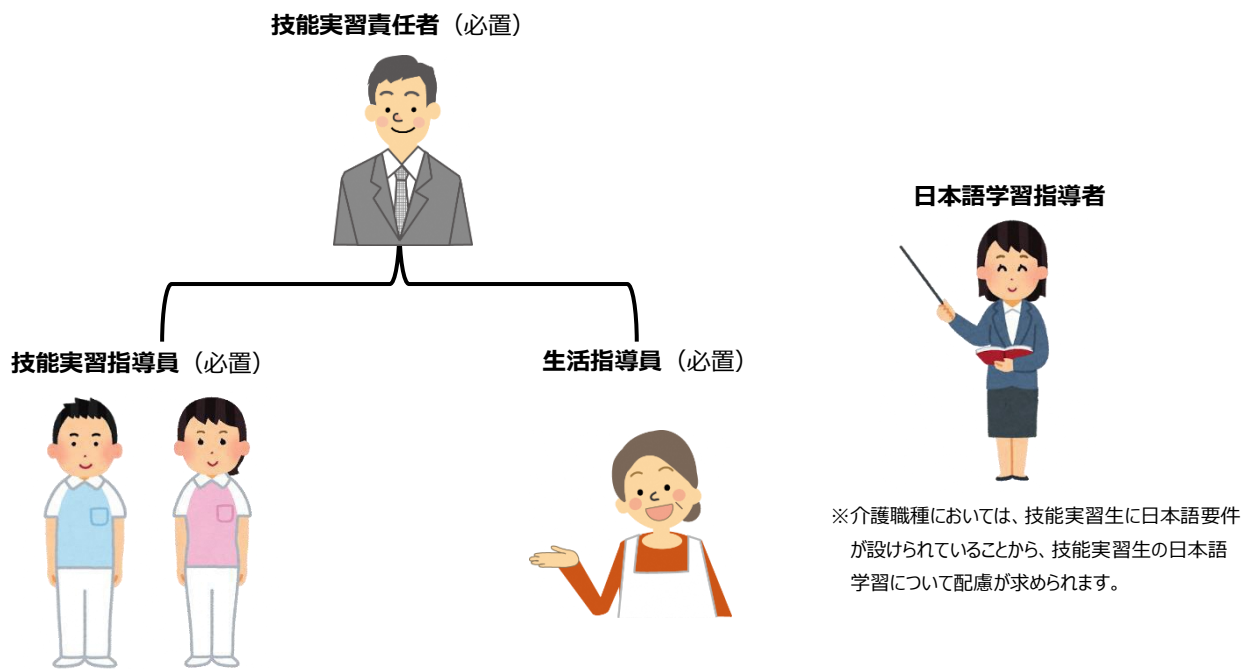 技能実習責任者（必置）
日本語学習指導者
技能実習指導員（必置）
生活指導員（必置）
※介護職種においては、技能実習生に日本語要件
が設けられていることから、技能実習生の日本語
学習について配慮が求められます。